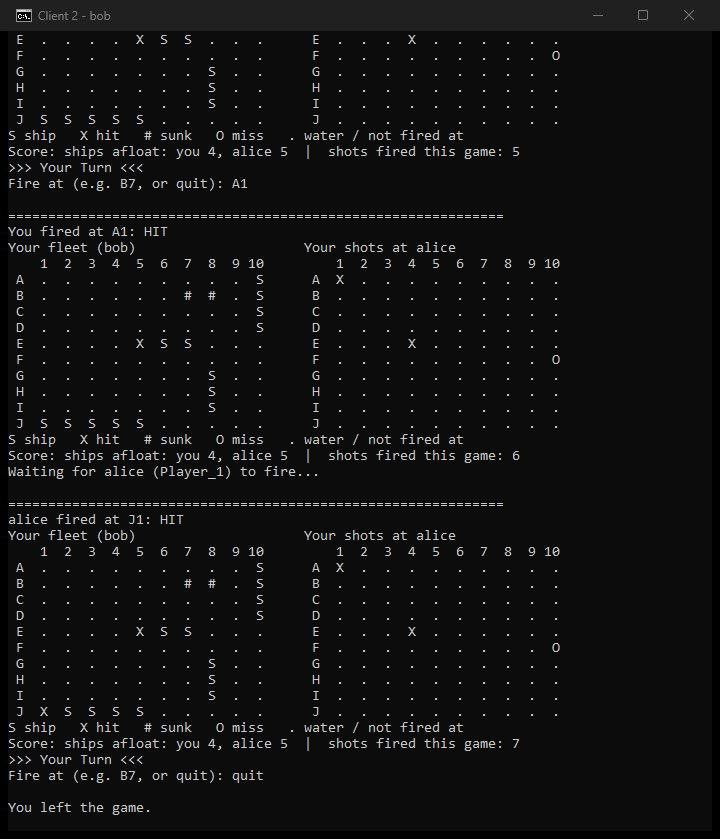 Client 2 - bob
 E  .  .  .  .  X  S  S  .  .  .      E  .  .  .  X  .  .  .  .  .  .
 F  .  .  .  .  .  .  .  .  .  .      F  .  .  .  .  .  .  .  .  .  O
 G  .  .  .  .  .  .  .  S  .  .      G  .  .  .  .  .  .  .  .  .  .
 H  .  .  .  .  .  .  .  S  .  .      H  .  .  .  .  .  .  .  .  .  .
 I  .  .  .  .  .  .  .  S  .  .      I  .  .  .  .  .  .  .  .  .  .
 J  S  S  S  S  S  .  .  .  .  .      J  .  .  .  .  .  .  .  .  .  .
S ship   X hit   # sunk   O miss   . water / not fired at
Score: ships afloat: you 4, alice 5  |  shots fired this game: 5
>>> Your Turn <<<
Fire at (e.g. B7, or quit): A1

==============================================================
You fired at A1: HIT
Your fleet (bob)                     Your shots at alice
    1  2  3  4  5  6  7  8  9 10         1  2  3  4  5  6  7  8  9 10
 A  .  .  .  .  .  .  .  .  .  S      A  X  .  .  .  .  .  .  .  .  .
 B  .  .  .  .  .  .  #  #  .  S      B  .  .  .  .  .  .  .  .  .  .
 C  .  .  .  .  .  .  .  .  .  S      C  .  .  .  .  .  .  .  .  .  .
 D  .  .  .  .  .  .  .  .  .  S      D  .  .  .  .  .  .  .  .  .  .
 E  .  .  .  .  X  S  S  .  .  .      E  .  .  .  X  .  .  .  .  .  .
 F  .  .  .  .  .  .  .  .  .  .      F  .  .  .  .  .  .  .  .  .  O
 G  .  .  .  .  .  .  .  S  .  .      G  .  .  .  .  .  .  .  .  .  .
 H  .  .  .  .  .  .  .  S  .  .      H  .  .  .  .  .  .  .  .  .  .
 I  .  .  .  .  .  .  .  S  .  .      I  .  .  .  .  .  .  .  .  .  .
 J  S  S  S  S  S  .  .  .  .  .      J  .  .  .  .  .  .  .  .  .  .
S ship   X hit   # sunk   O miss   . water / not fired at
Score: ships afloat: you 4, alice 5  |  shots fired this game: 6
Waiting for alice (Player_1) to fire...

==============================================================
alice fired at J1: HIT
Your fleet (bob)                     Your shots at alice
    1  2  3  4  5  6  7  8  9 10         1  2  3  4  5  6  7  8  9 10
 A  .  .  .  .  .  .  .  .  .  S      A  X  .  .  .  .  .  .  .  .  .
 B  .  .  .  .  .  .  #  #  .  S      B  .  .  .  .  .  .  .  .  .  .
 C  .  .  .  .  .  .  .  .  .  S      C  .  .  .  .  .  .  .  .  .  .
 D  .  .  .  .  .  .  .  .  .  S      D  .  .  .  .  .  .  .  .  .  .
 E  .  .  .  .  X  S  S  .  .  .      E  .  .  .  X  .  .  .  .  .  .
 F  .  .  .  .  .  .  .  .  .  .      F  .  .  .  .  .  .  .  .  .  O
 G  .  .  .  .  .  .  .  S  .  .      G  .  .  .  .  .  .  .  .  .  .
 H  .  .  .  .  .  .  .  S  .  .      H  .  .  .  .  .  .  .  .  .  .
 I  .  .  .  .  .  .  .  S  .  .      I  .  .  .  .  .  .  .  .  .  .
 J  X  S  S  S  S  .  .  .  .  .      J  .  .  .  .  .  .  .  .  .  .
S ship   X hit   # sunk   O miss   . water / not fired at
Score: ships afloat: you 4, alice 5  |  shots fired this game: 7
>>> Your Turn <<<
Fire at (e.g. B7, or quit): quit

You left the game.